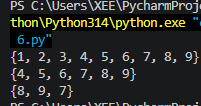 PS C:\Users\XEE\PycharmProj
thon\Python314\python.exe "
6.py"
{1, 2, 3, 4, 5, 6, 7, 8, 9}
{4, 5, 6, 7, 8, 9}
{8, 9, 7}